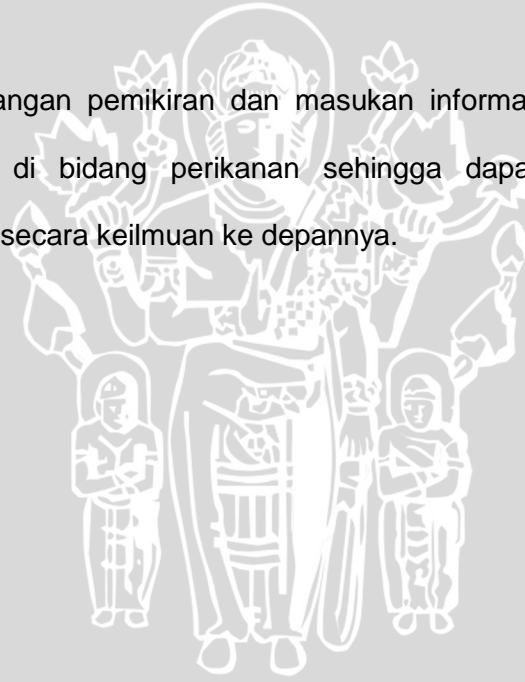 angan pemikiran dan masukan informa
di bidang perikanan sehingga dapa
secara keilmuan ke depannya.